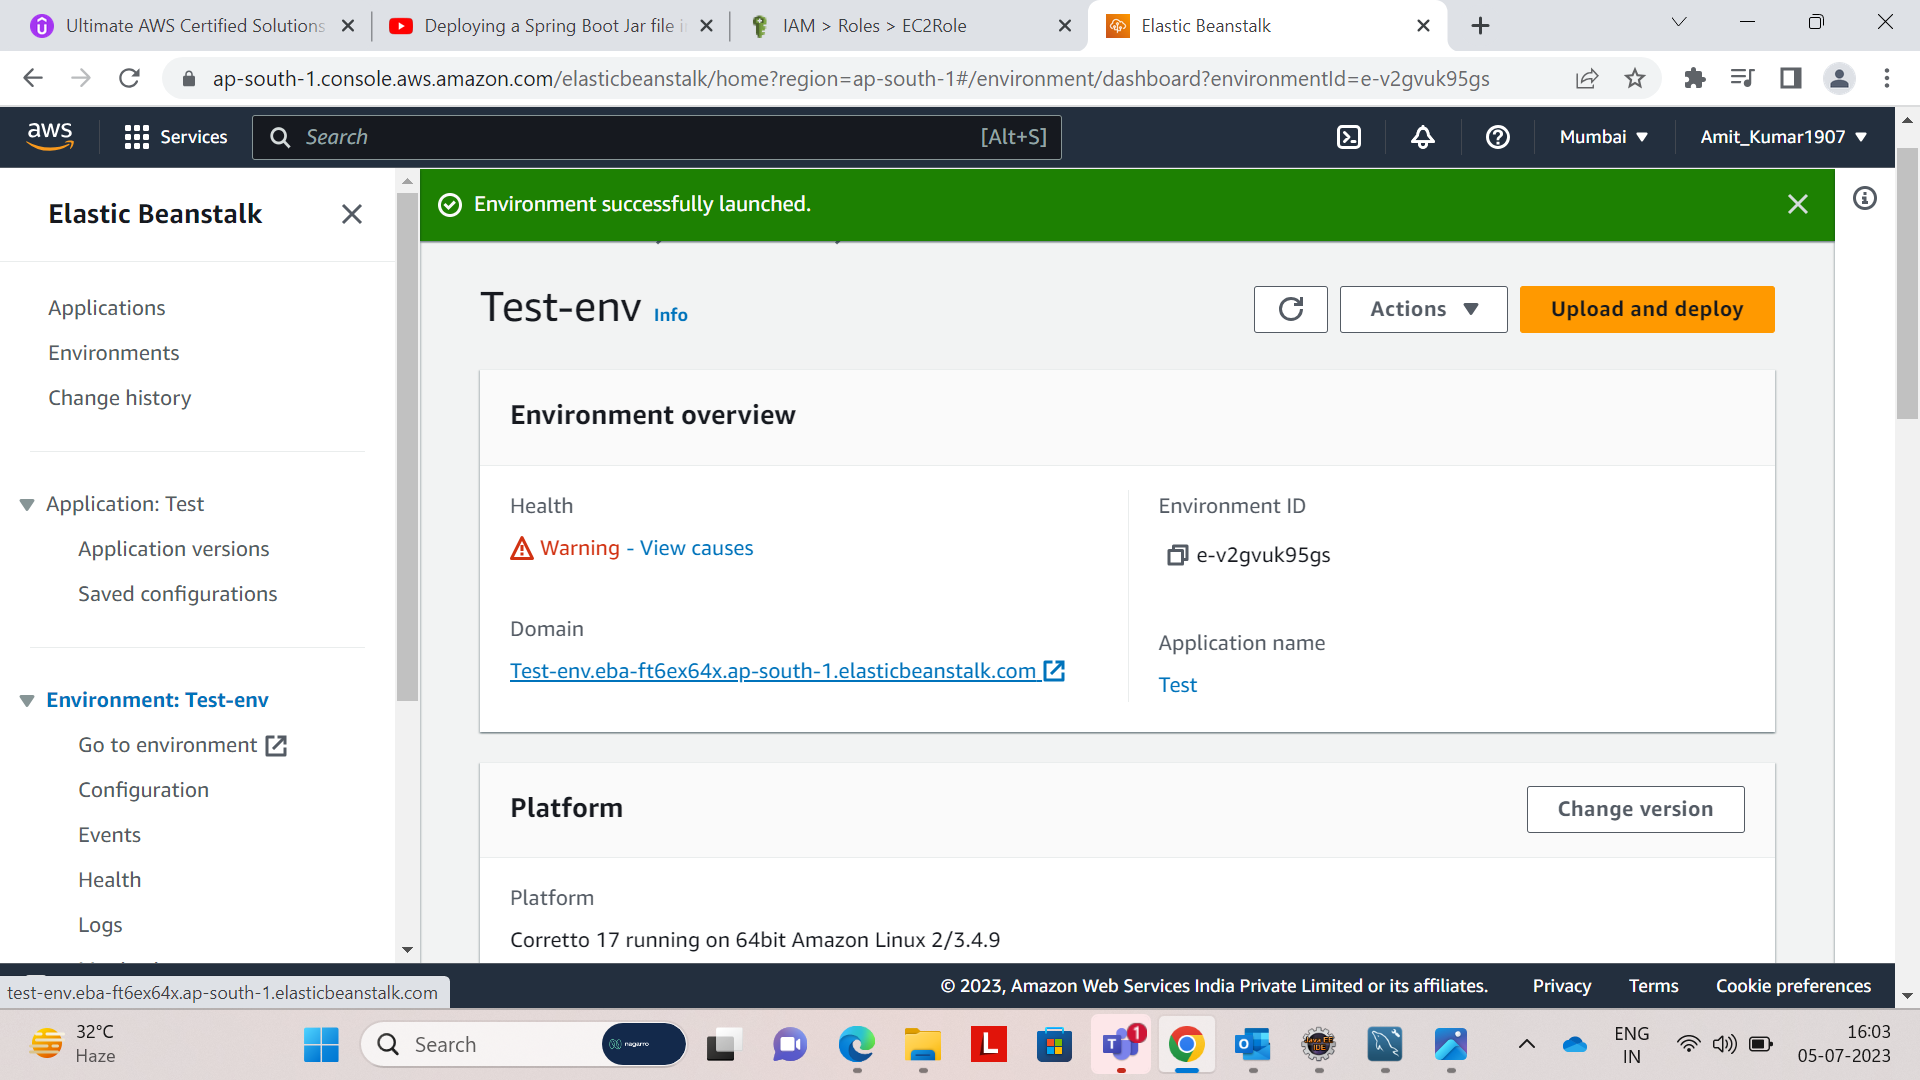 Ultimate AWS Certified Solutions
Deploying a Spring Boot Jar file i
IAM > Roles > EC2Role
Elastic Beanstalk
ap-south-1.console.aws.amazon.com/elasticbeanstalk/home?region=ap-south-1#/environment/dashboard?environmentId=e-v2gvuk95gs
aws
Services
Search
[Alt+S]
Mumbai
Amit_Kumar1907
Elastic Beanstalk
Applications
Environments
Change history
Application: Test
Application versions
Saved configurations
Environment: Test-env
Go to environment
Configuration
Events
Health
Logs
Environment successfully launched.
Test-env Info
Actions
Upload and deploy
Environment overview
Health
Warning - View causes
Domain
Test-env.eba-ft6ex64x.ap-south-1.elasticbeanstalk.com
Environment ID
e-v2gvuk95gs
Application name
Test
Platform
Change version
Platform
Corretto 17 running on 64bit Amazon Linux 2/3.4.9
test-env.eba-ft6ex64x.ap-south-1.elasticbeanstalk.com
© 2023, Amazon Web Services India Private Limited or its affiliates.
Privacy
Terms
Cookie preferences
32°C
Haze
Search
nagarro
L
T
1
Java EE
IDE
ENG
IN
16:03
05-07-2023